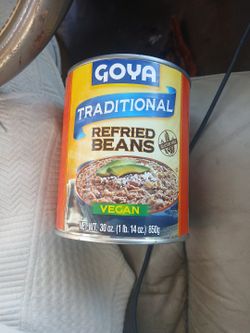 GOYA
TRADITIONAL
REFRIED
BEANS
VEGAN
NET WT. 30 oz. (1 lb. 14 oz.) 850g